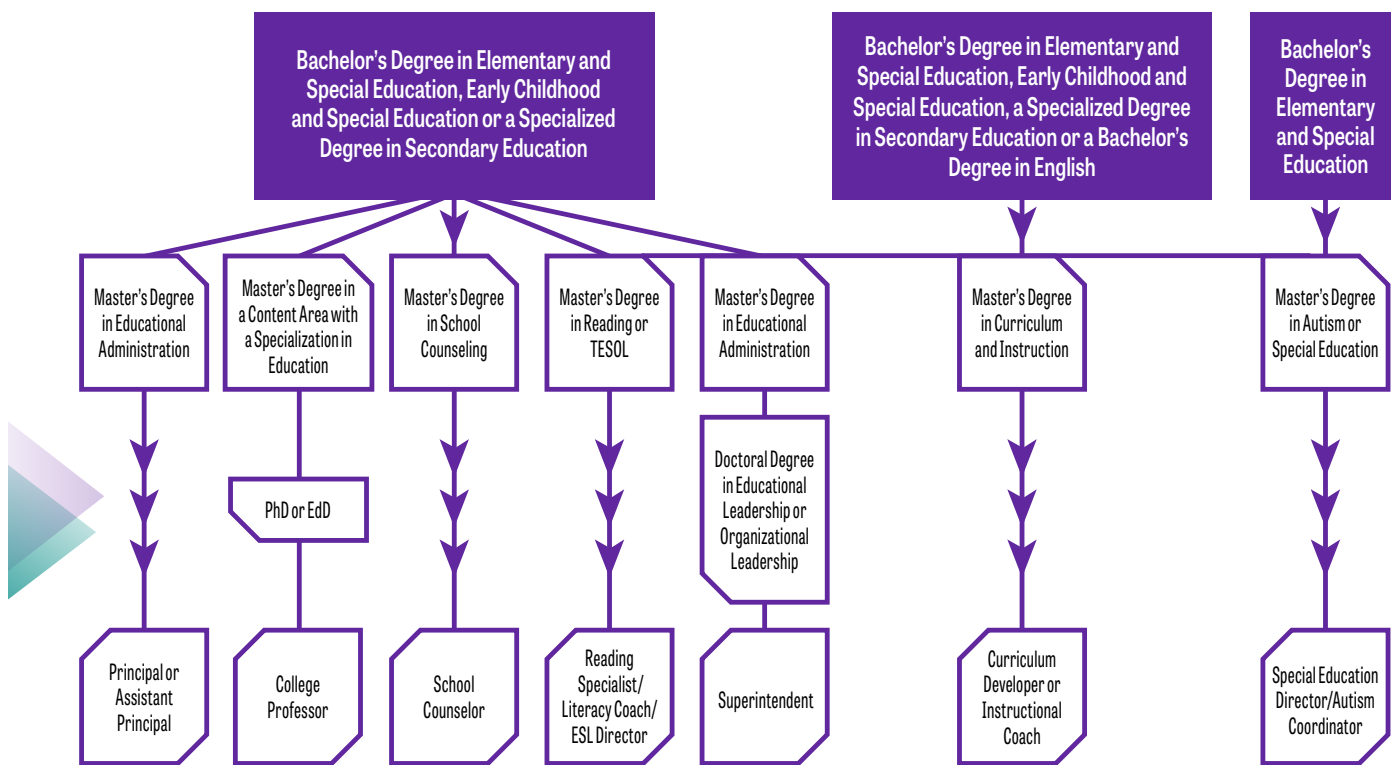 Bachelor’s Degree in Elementary and
Special Education, Early Childhood
and Special Education or a Specialized
Degree in Secondary Education
Bachelor’s Degree in Elementary and
Special Education, Early Childhood and
Special Education, a Specialized Degree
in Secondary Education or a Bachelor’s
Degree in English
Bachelor’s
Degree in
Elementary
and Special
Education
Master’s Degree
in Educational
Administration
Master’s Degree in
a Content Area with
a Specialization in
Education
Master’s Degree
in School
Counseling
Master’s Degree
in Reading or
TESOL
Master’s Degree
in Educational
Administration
Master’s Degree
in Curriculum
and Instruction
Master’s Degree
in Autism or
Special Education
PhD or EdD
Doctoral Degree
in Educational
Leadership or
Organizational
Leadership
Principal or
Assistant
Principal
College
Professor
School
Counselor
Reading
Specialist/
Literacy Coach/
ESL Director
Superintendent
Curriculum
Developer or
Instructional
Coach
Special Education
Director/Autism
Coordinator